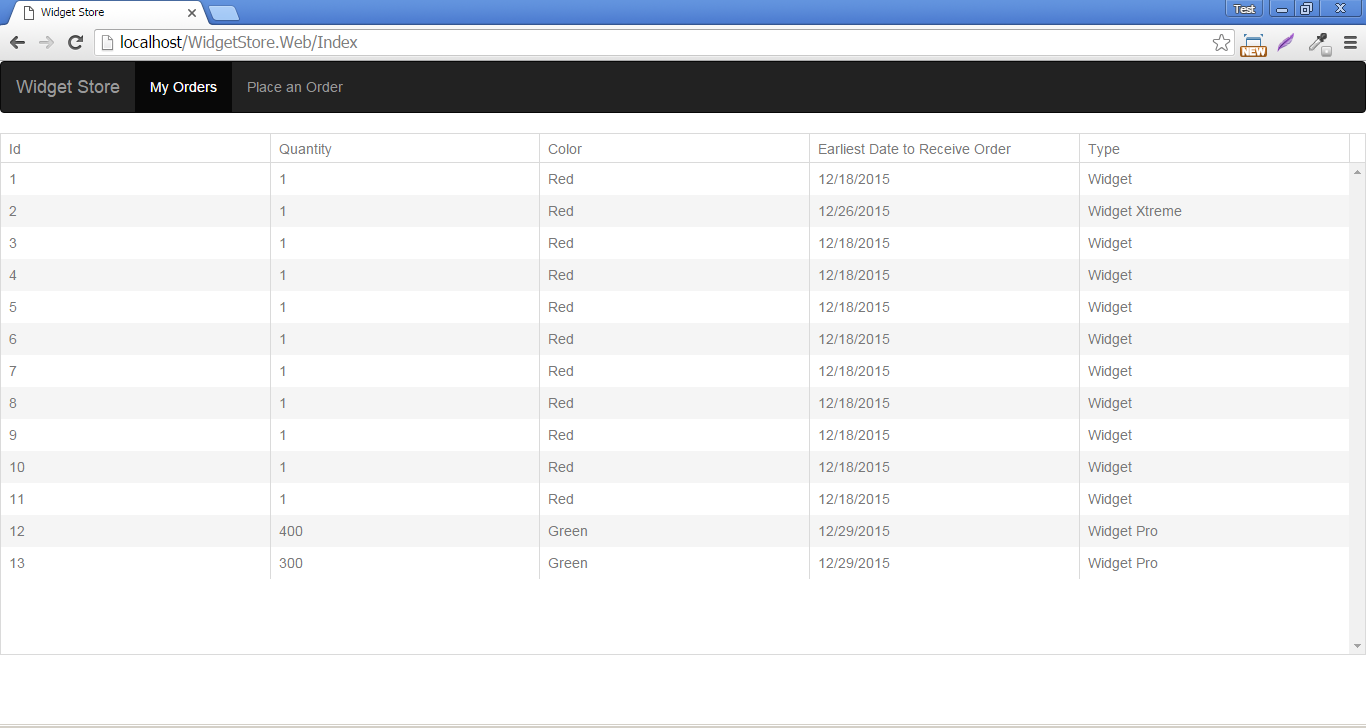 Widget Store
Test
localhost/WidgetStore.Web/Index
NEW
Widget Store My Orders Place an Order
Id Quantity Color Earliest Date to Receive Order Type
1 1 Red 12/18/2015 Widget
2 1 Red 12/26/2015 Widget Xtreme
3 1 Red 12/18/2015 Widget
4 1 Red 12/18/2015 Widget
5 1 Red 12/18/2015 Widget
6 1 Red 12/18/2015 Widget
7 1 Red 12/18/2015 Widget
8 1 Red 12/18/2015 Widget
9 1 Red 12/18/2015 Widget
10 1 Red 12/18/2015 Widget
11 1 Red 12/18/2015 Widget
12 400 Green 12/29/2015 Widget Pro
13 300 Green 12/29/2015 Widget Pro